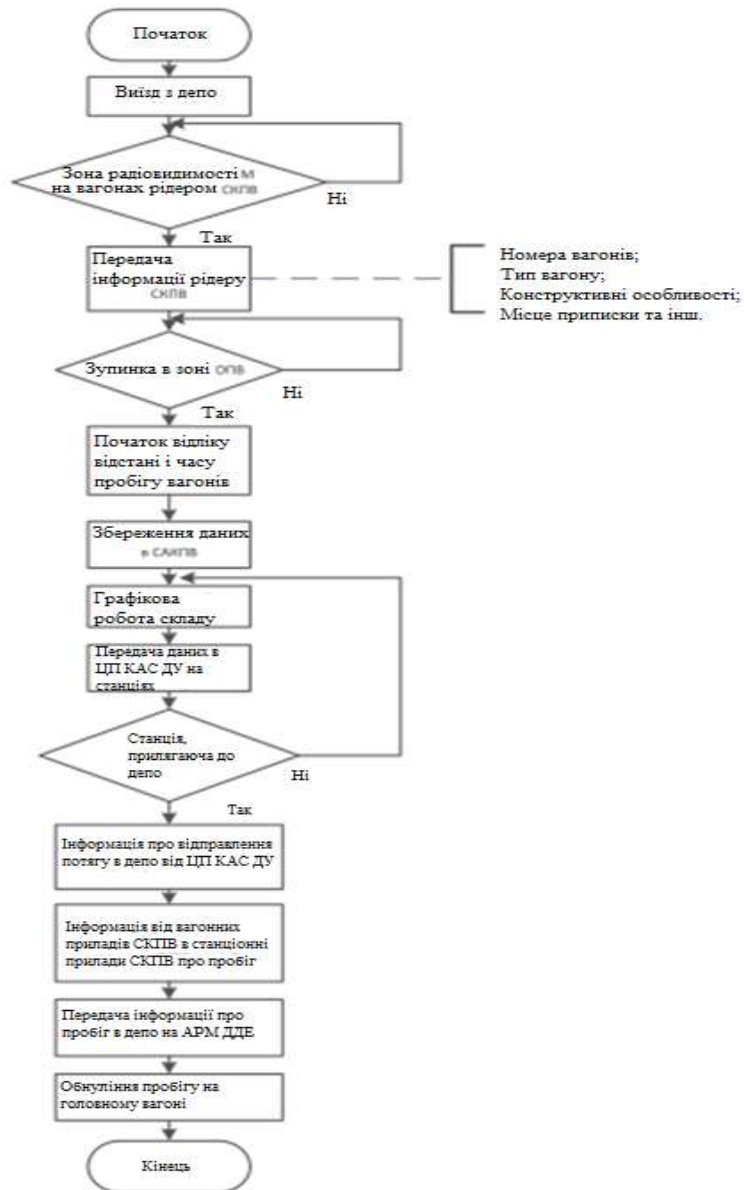 Початок
Виїзд з депо
Зона радіовидимості М
на вагонах рідером СКПВ
Ні
Так
Передача
інформації рідеру
СКПВ
Номера вагонів;
Тип вагону;
Конструктивні особливості;
Місце приписки та інш.
Зупинка в зоні ОПВ
Ні
Так
Початок відліку
відстані і часу
пробігу вагонів
Збереження даних
в САКПВ
Графікова
робота складу
Передача даних в
ЦП КАС ДУ на
станціях
Станція,
прилягаюча до
депо
Ні
Так
Інформація про відправлення
потягу в депо від ЦП КАС ДУ
Інформація від вагонних
приладів СКПВ в станціонні
прилади СКПВ про пробіг
Передача інформації про
пробіг в депо на АРМ ДДЕ
Обнуління пробігу на
головному вагоні
Кінець